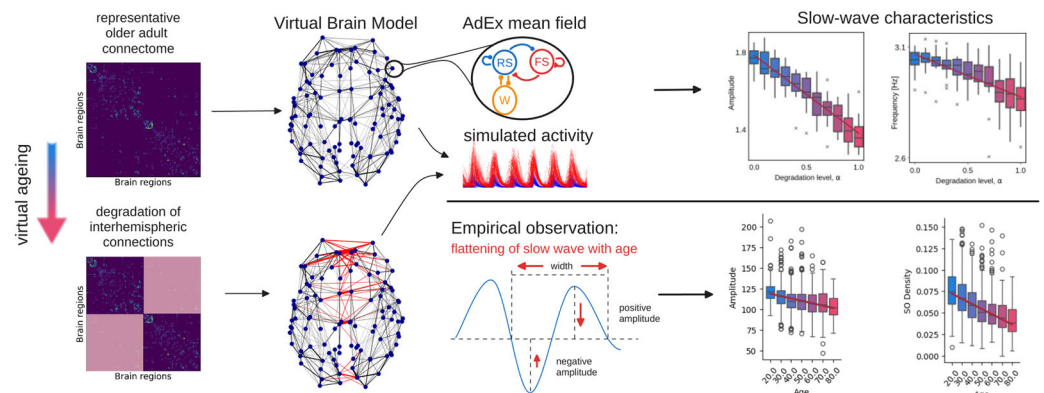 representative
older adult
connectome
Brain regions
Brain regions
virtual ageing
degradation of
interhemispheric
connections
Brain regions
Brain regions
Virtual Brain Model
AdEx mean field
RS
FS
W
simulated activity
Slow-wave characteristics
Amplitude
1.8
1.4
0.0
0.5
1.0
Degradation level, α
Frequency [Hz]
3.1
2.6
0.0
0.5
1.0
Degradation level, α
Empirical observation:
flattening of slow wave with age
width
positive
amplitude
negative
amplitude
Amplitude
200
175
150
125
100
75
50
20.0
30.0
40.0
50.0
60.0
70.0
80.0
Age
SO Density
0.150
0.125
0.100
0.075
0.050
0.025
0.000
20.0
30.0
40.0
50.0
60.0
70.0
80.0
Age